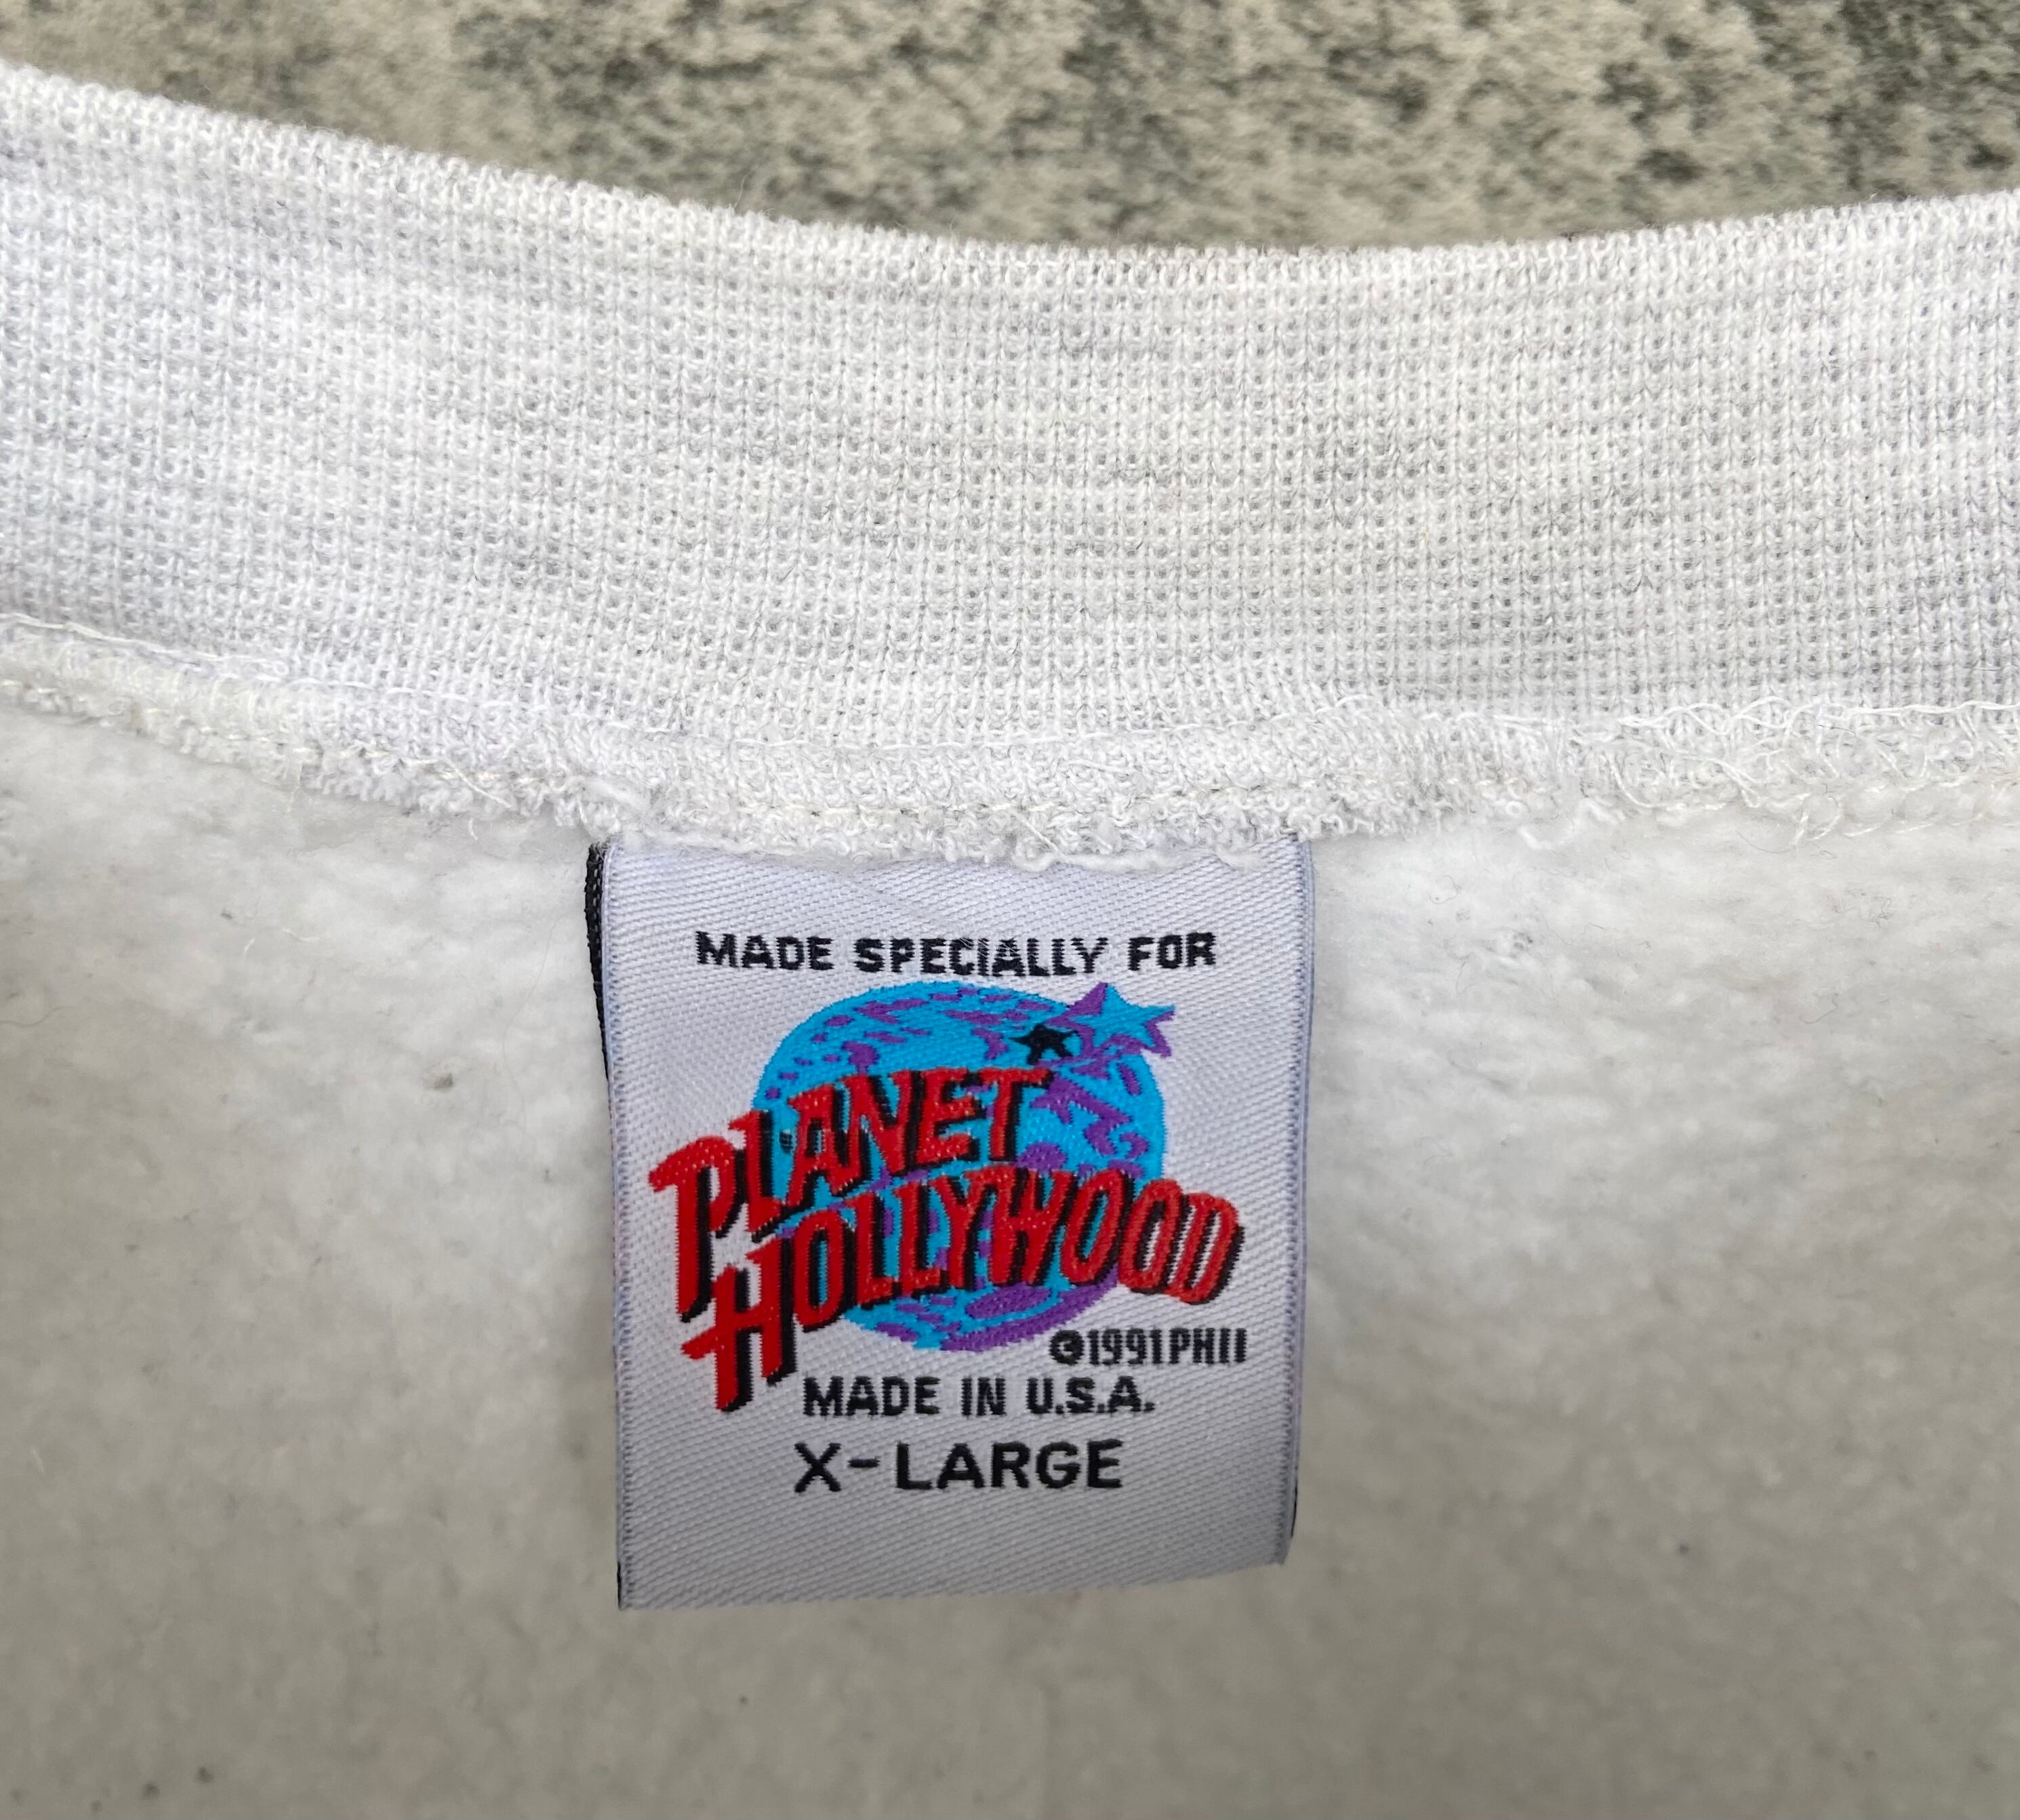 MADE SPECIALLY FOR
PLANET
HOLLYWOOD
©1991PHII
MADE IN U.S.A.
X-LARGE